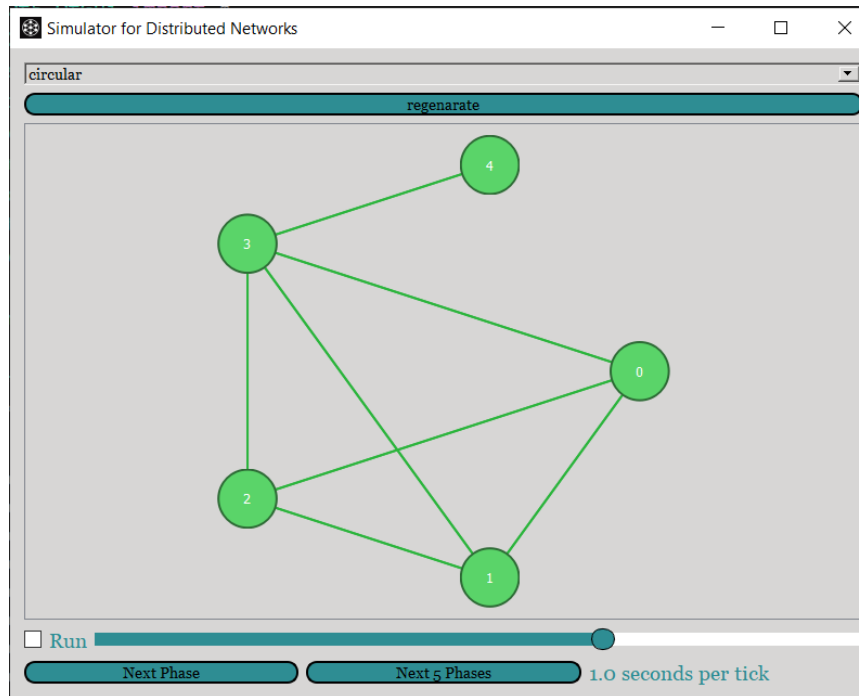 Simulator for Distributed Networks
circular
regenarate
4
3
0
2
1
Run
Next Phase Next 5 Phases 1.0 seconds per tick